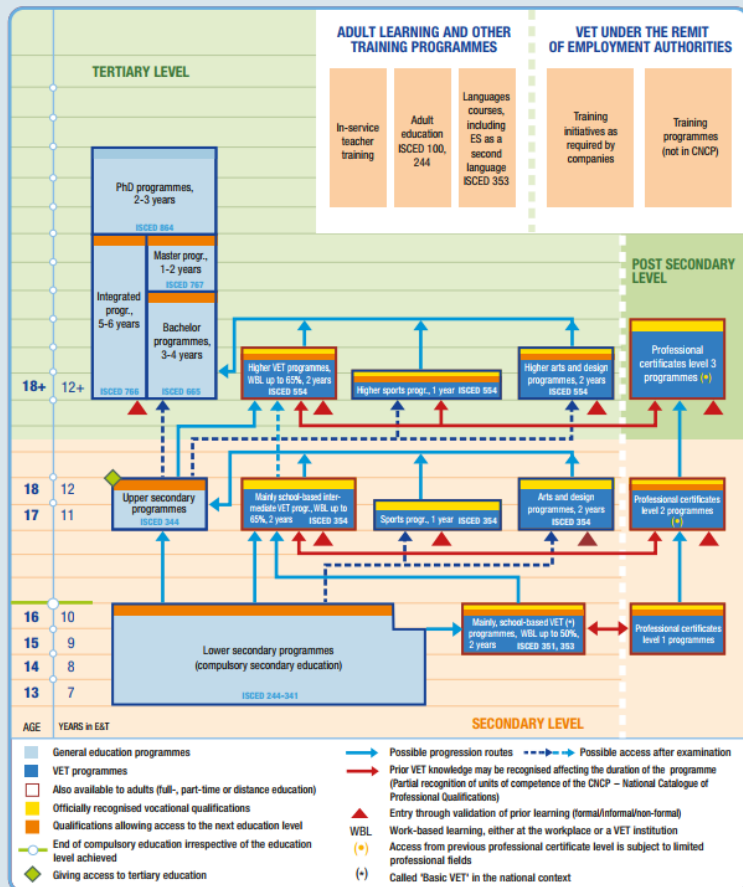 ADULT LEARNING AND OTHER
TRAINING PROGRAMMES
VET UNDER THE REMIT
OF EMPLOYMENT AUTHORITIES
TERTIARY LEVEL
In-service
teacher
training
Adult
education
ISCED 100,
244
Languages
courses,
including
ES as a
second
language
ISCED 353
Training
initiatives as
required by
companies
Training
programmes
(not in CNCP)
PhD programmes,
2-3 years
ISCED 864
Integrated
progr.,
5-6 years
ISCED 766
Master progr.,
1-2 years
ISCED 767
Bachelor
programmes,
3-4 years
ISCED 665
POST SECONDARY
LEVEL
18+ 12+
Higher VET programmes,
WBL up to 65%, 2 years
ISCED 554
Higher sports progr., 1 year ISCED 554
Higher arts and design
programmes, 2 years
ISCED 554
Professional
certificates level 3
programmes (•)
18 12
17 11
Upper secondary
programmes
ISCED 344
Mainly school-based inter-
mediate VET progr., WBL up to
65%, 2 years ISCED 354
Sports progr., 1 year ISCED 354
Arts and design
programmes, 2 years
ISCED 354
Professional certificates
level 2 programmes
(•)
16 10
15 9
14 8
13 7
Lower secondary programmes
(compulsory secondary education)
ISCED 244-341
Mainly, school-based VET (•)
programmes, WBL up to 50%,
2 years ISCED 351, 353
Professional certificates
level 1 programmes
AGE YEARS in E&T
SECONDARY LEVEL
General education programmes
VET programmes
Also available to adults (full-, part-time or distance education)
Officially recognised vocational qualifications
Qualifications allowing access to the next education level
End of compulsory education irrespective of the education
level achieved
Giving access to tertiary education
Possible progression routes
Possible access after examination
Prior VET knowledge may be recognised affecting the duration of the programme
(Partial recognition of units of competence of the CNCP – National Catalogue of
Professional Qualifications)
Entry through validation of prior learning (formal/informal/non-formal)
WBL Work-based learning, either at the workplace or a VET institution
(•) Access from previous professional certificate level is subject to limited
professional fields
(•) Called 'Basic VET' in the national context